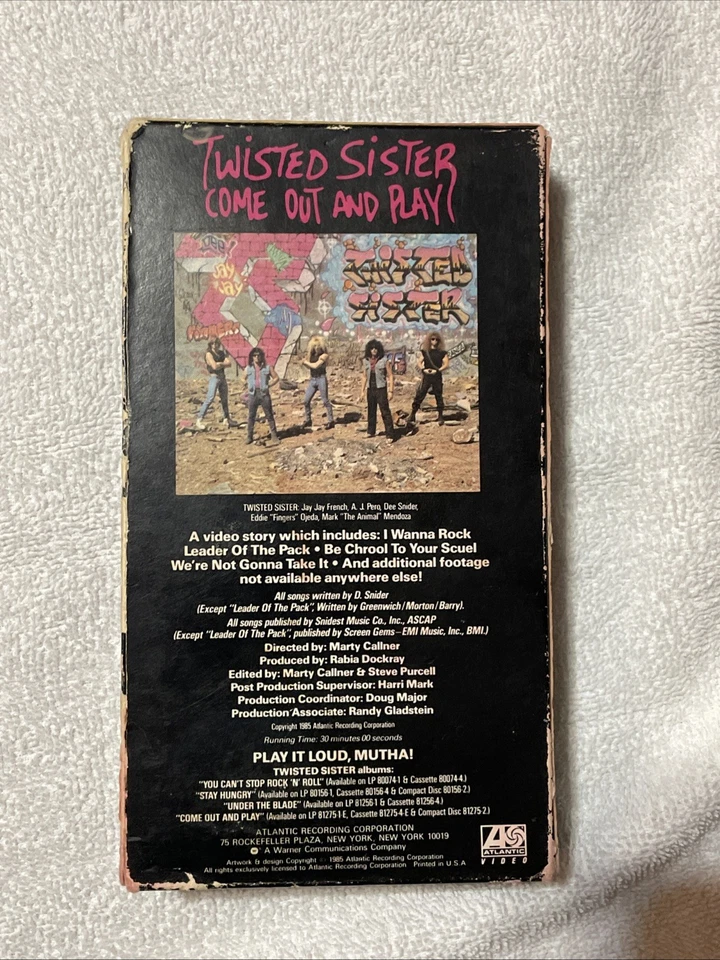 TWISTED SISTER
COME OUT AND PLAY
JAY
JAY
TWISTED
SISTER
TWISTED SISTER: Jay Jay French, A. J. Pero, Dee Snider,
Eddie "Fingers" Ojeda, Mark "The Animal" Mendoza
A video story which includes: I Wanna Rock
Leader Of The Pack • Be Chrool To Your Scuel
We're Not Gonna Take It • And additional footage
not available anywhere else!
All songs written by D. Snider
(Except "Leader Of The Pack", Written by Greenwich/Morton/Barry).
All songs published by Snidest Music Co., Inc., ASCAP
(Except "Leader Of The Pack", published by Screen Gems–EMI Music, Inc., BMI.)
Directed by: Marty Callner
Produced by: Rabia Dockray
Edited by: Marty Callner & Steve Purcell
Post Production Supervisor: Harri Mark
Production Coordinator: Doug Major
Production Associate: Randy Gladstein
Copyright 1985 Atlantic Recording Corporation
Running Time: 30 minutes 00 seconds
PLAY IT LOUD, MUTHA!
TWISTED SISTER albums:
"YOU CAN'T STOP ROCK 'N' ROLL" (Available on LP 80074-1 & Cassette 80074-4.)
"STAY HUNGRY" (Available on LP 80156-1, Cassette 80156-4 & Compact Disc 80156-2.)
"UNDER THE BLADE" (Available on LP 81256-1 & Cassette 81256-4.)
"COME OUT AND PLAY" (Available on LP 81275-1-E, Cassette 81275-4-E & Compact Disc 81275-2.)
ATLANTIC RECORDING CORPORATION
75 ROCKEFELLER PLAZA, NEW YORK, NEW YORK 10019
A Warner Communications Company
Artwork & design Copyright 1985 Atlantic Recording Corporation
All rights exclusively licensed to Atlantic Recording Corporation Printed in U.S.A
ATLANTIC
VIDEO